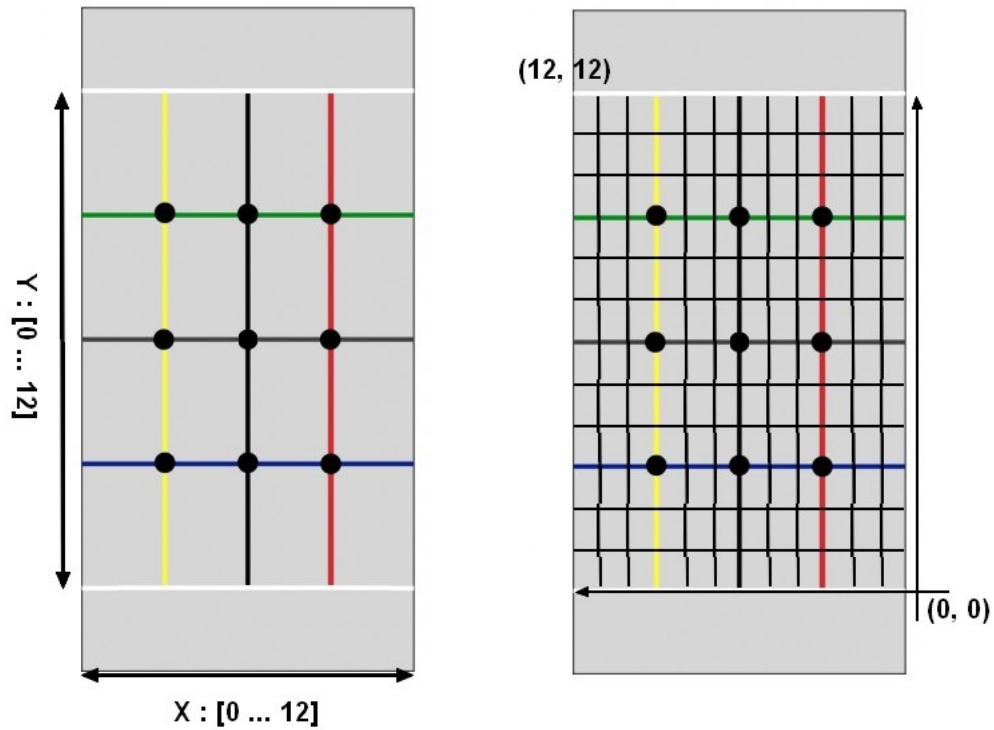 (12, 12)
Y : [0 ... 12]
(0, 0)
X : [0 ... 12]